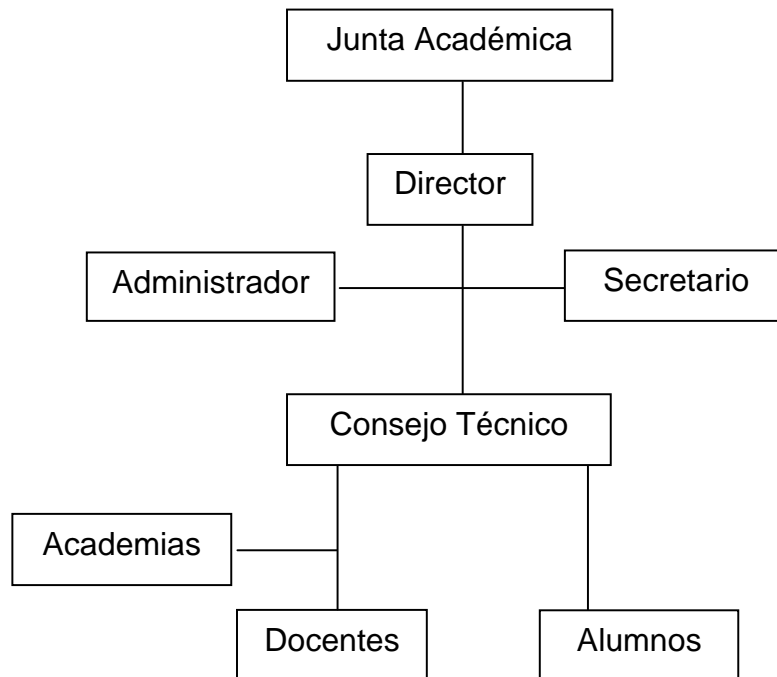 Junta Académica
Director
Administrador
Secretario
Consejo Técnico
Academias
Docentes
Alumnos